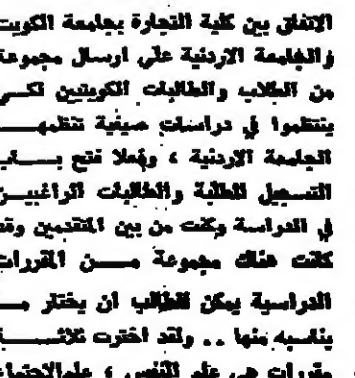 الاتفاق بين كلية التجارة بجامعة الكويت
والجامعة الاردنية على ارسال مجموعة
من الطلاب والطالبات الكويتيين لكي
ينتظموا في دراسات صيفية تنظمها
الجامعة الاردنية ، وفعلا فتح باب
التسجيل للطلبة والطالبات الراغبين
في الدراسة وكنت من بين المتقدمين وقد
كانت هناك مجموعة من المقررات
الدراسية يمكن للطالب أن يختار ما
يناسبه منها .. ولقد اخترت ثلاثة
مقررات هي علم النفس ، علم الاجتماع